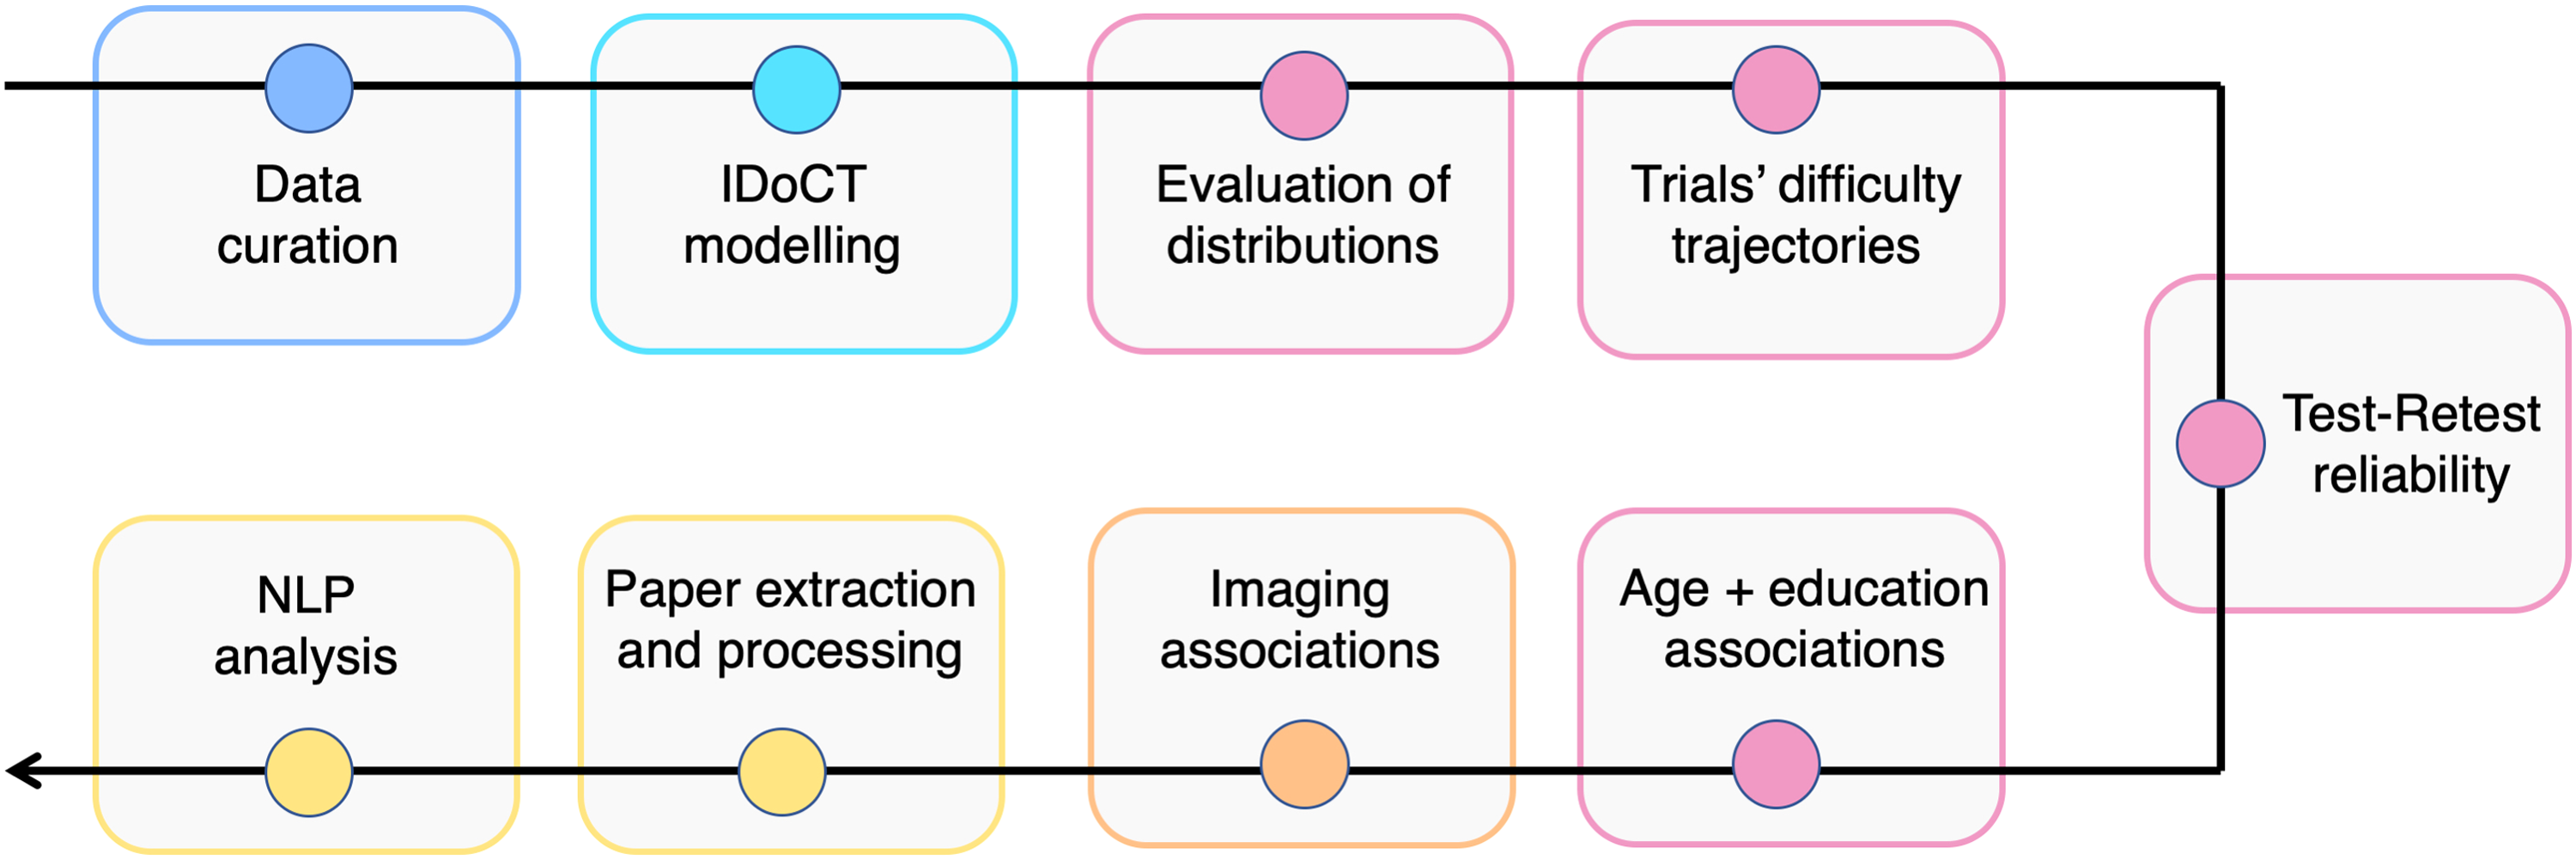 Data
curation
IDoCT
modelling
Evaluation of
distributions
Trials’ difficulty
trajectories
Test-Retest
reliability
Age + education
associations
Imaging
associations
Paper extraction
and processing
NLP
analysis